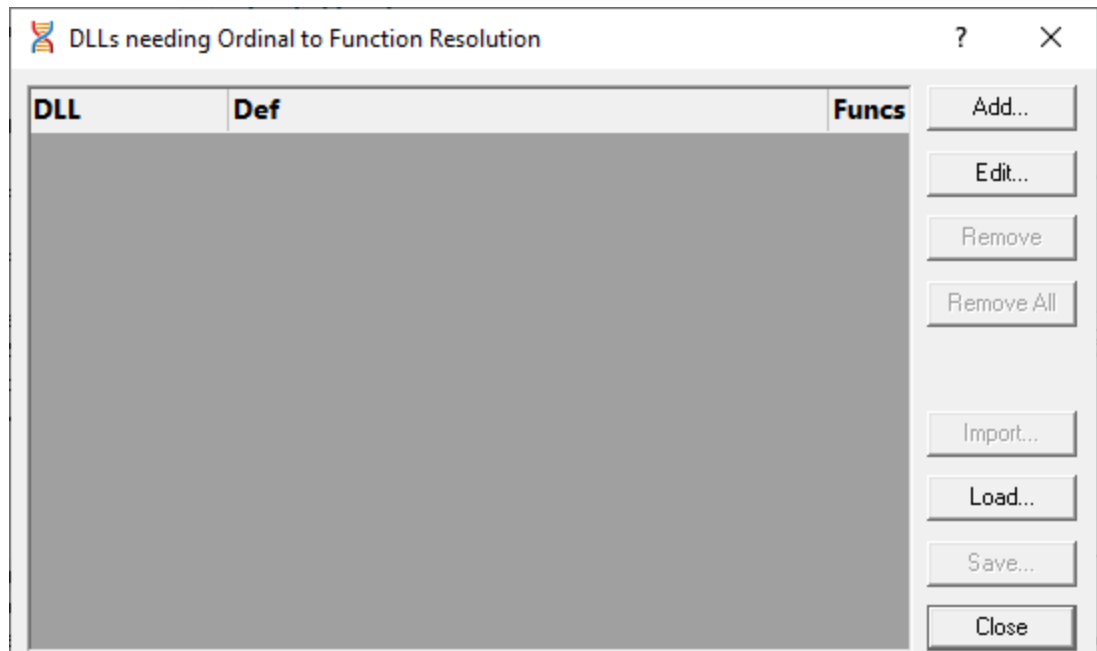 DLLs needing Ordinal to Function Resolution ?
DLL Def Funcs
Add...
Edit...
Remove
Remove All
Import...
Load...
Save...
Close